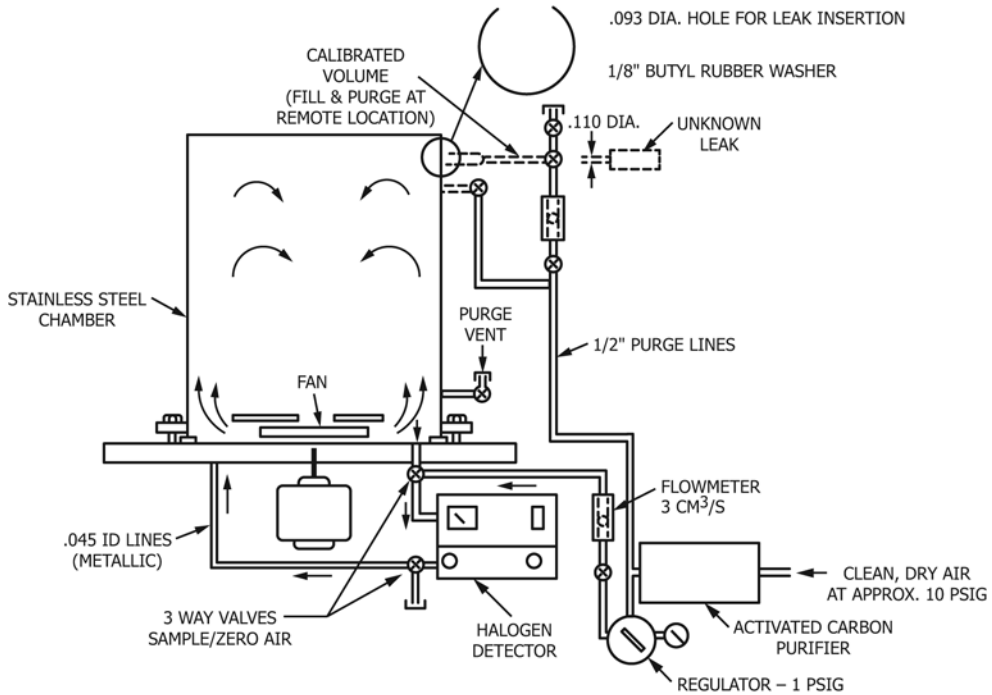 .093 DIA. HOLE FOR LEAK INSERTION
CALIBRATED
VOLUME
(FILL & PURGE AT
REMOTE LOCATION)
1/8" BUTYL RUBBER WASHER
.110 DIA.
UNKNOWN
LEAK
STAINLESS STEEL
CHAMBER
PURGE
VENT
1/2" PURGE LINES
FAN
FLOWMETER
3 CM³/S
.045 ID LINES
(METALLIC)
CLEAN, DRY AIR
AT APPROX. 10 PSIG
3 WAY VALVES
SAMPLE/ZERO AIR
HALOGEN
DETECTOR
ACTIVATED CARBON
PURIFIER
REGULATOR – 1 PSIG